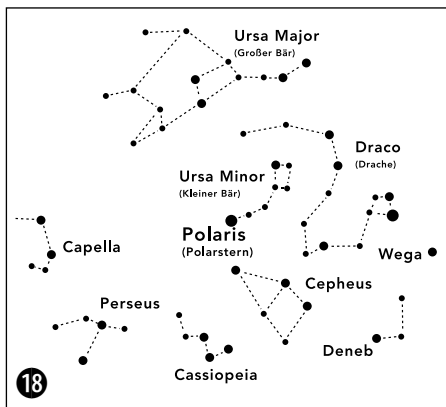 Ursa Major
(Großer Bär)
Draco
(Drache)
Ursa Minor
(Kleiner Bär)
Polaris
(Polarstern)
Capella
Wega
Cepheus
Perseus
Deneb
Cassiopeia
18